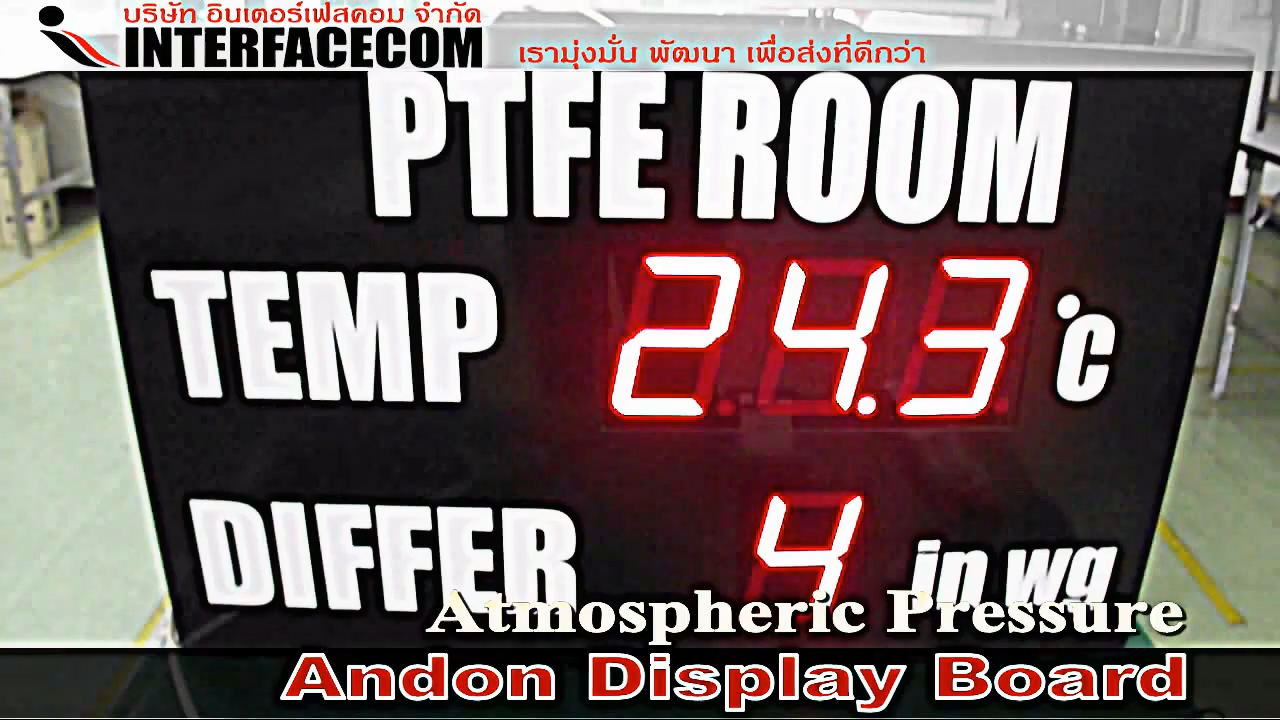 บริษัท อินเตอร์เฟสคอม จำกัด
INTERFACECOM
เรามุ่งมั่น พัฒนา เพื่อส่งที่ดีกว่า
PTFE ROOM
TEMP 24.3 °c
DIFFER 4 in wg
Atmospheric Pressure
Andon Display Board